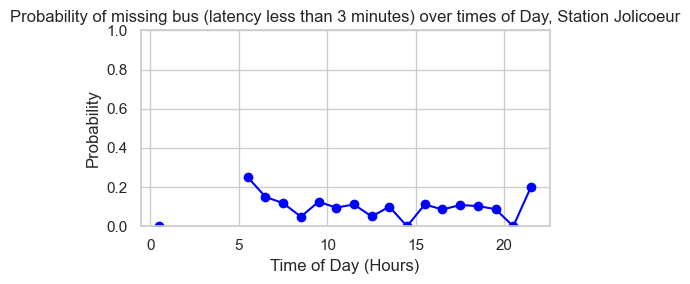 Probability of missing bus (latency less than 3 minutes) over times of Day, Station Jolicoeur
1.0
0.8
0.6
0.4
0.2
0.0
Probability
0 5 10 15 20
Time of Day (Hours)